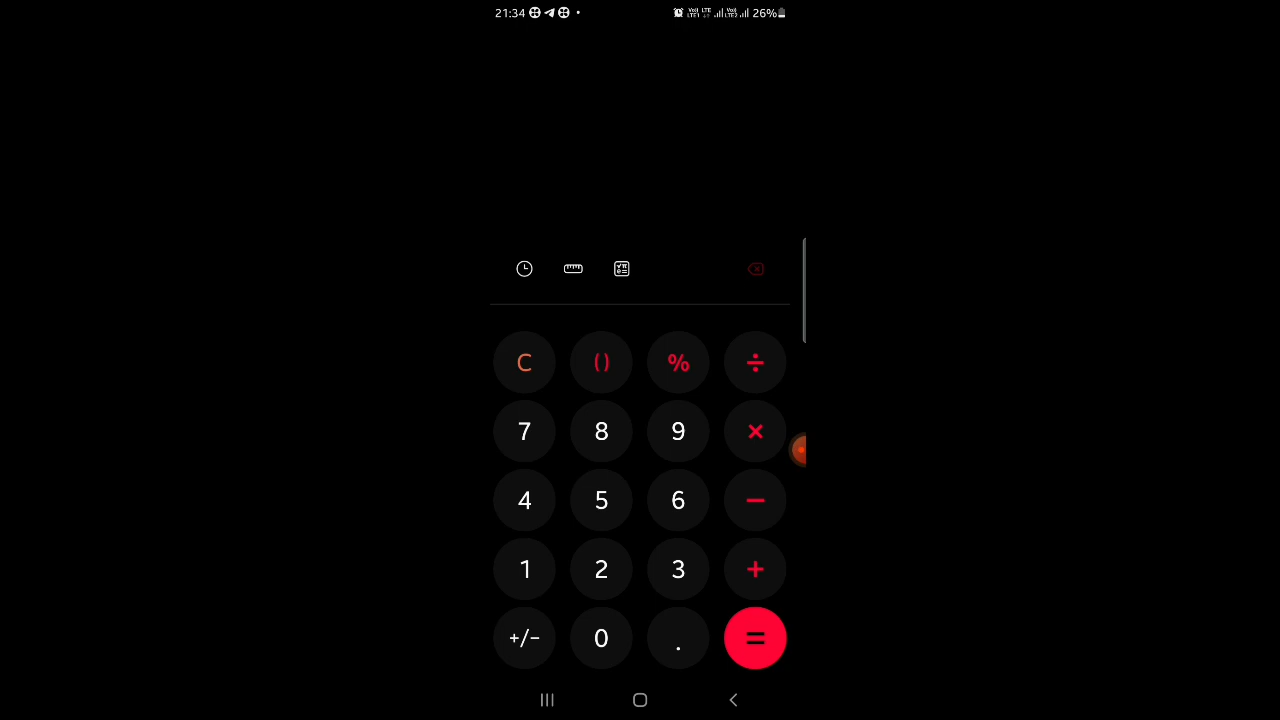 21:34 26%
C () % ÷
7 8 9 ×
4 5 6 −
1 2 3 +
+/− 0 . =